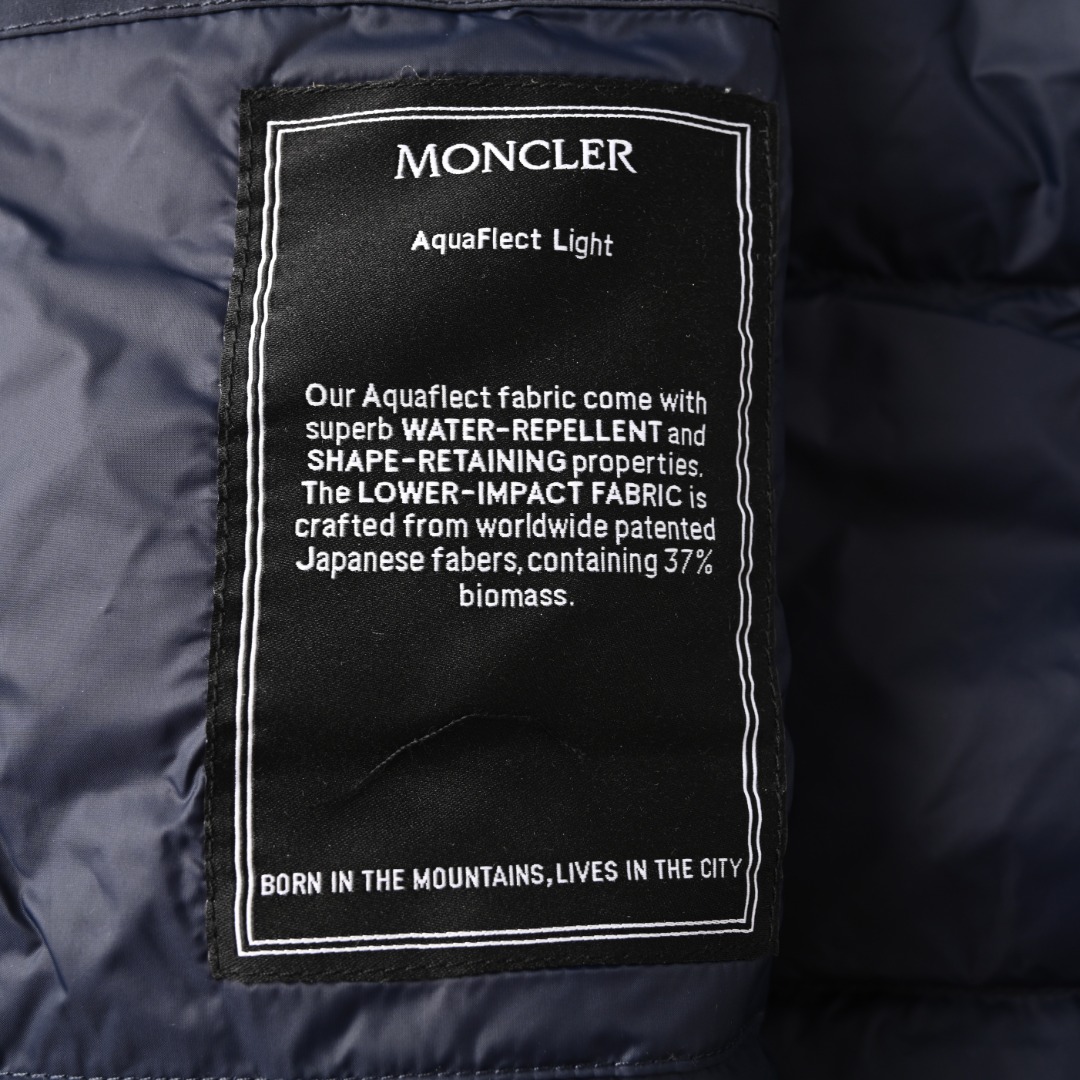 MONCLER
AquaFlect Light
Our Aquaflect fabric come with
superb WATER-REPELLENT and
SHAPE-RETAINING properties.
The LOWER-IMPACT FABRIC is
crafted from worldwide patented
Japanese fabers, containing 37%
biomass.
BORN IN THE MOUNTAINS, LIVES IN THE CITY